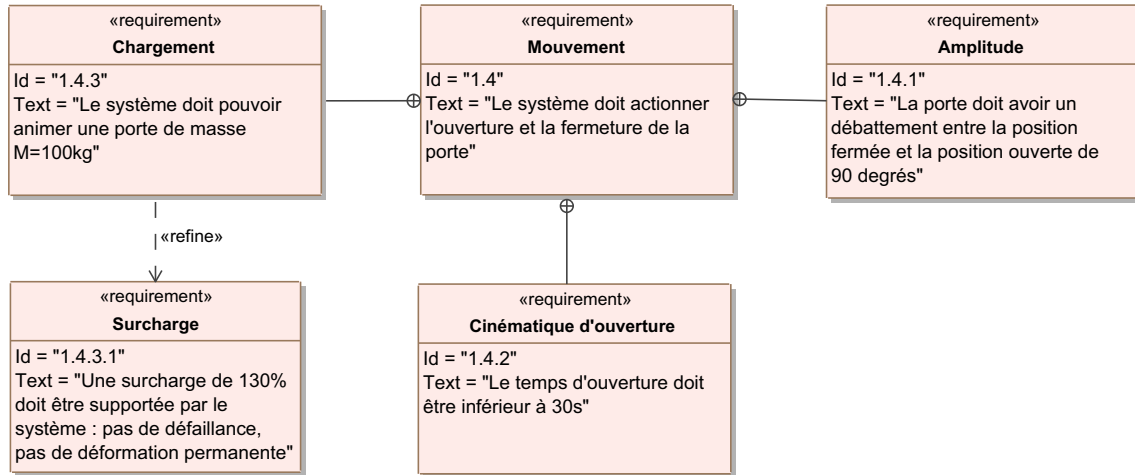 «requirement»
Chargement
Id = "1.4.3"
Text = "Le système doit pouvoir
animer une porte de masse
M=100kg"
«requirement»
Mouvement
Id = "1.4"
Text = "Le système doit actionner
l'ouverture et la fermeture de la
porte"
«requirement»
Amplitude
Id = "1.4.1"
Text = "La porte doit avoir un
débattement entre la position
fermée et la position ouverte de
90 degrés"
«refine»
«requirement»
Surcharge
Id = "1.4.3.1"
Text = "Une surcharge de 130%
doit être supportée par le
système : pas de défaillance,
pas de déformation permanente"
«requirement»
Cinématique d'ouverture
Id = "1.4.2"
Text = "Le temps d'ouverture doit
être inférieur à 30s"